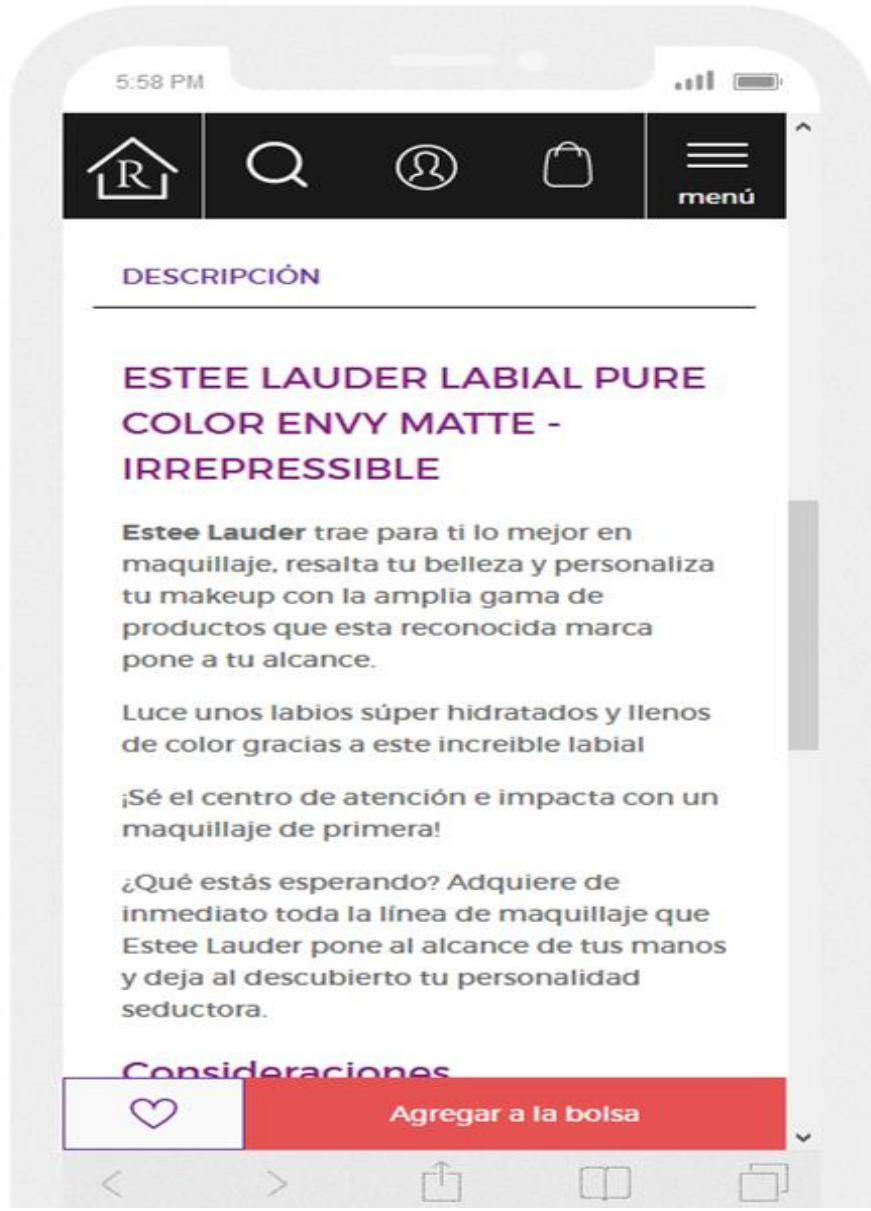 5:58 PM
R
menú
DESCRIPCIÓN
ESTEE LAUDER LABIAL PURE
COLOR ENVY MATTE -
IRREPRESSIBLE
Estee Lauder trae para ti lo mejor en
maquillaje, resalta tu belleza y personaliza
tu makeup con la amplia gama de
productos que esta reconocida marca
pone a tu alcance.
Luce unos labios súper hidratados y llenos
de color gracias a este increible labial
¡Sé el centro de atención e impacta con un
maquillaje de primera!
¿Qué estás esperando? Adquiere de
inmediato toda la línea de maquillaje que
Estee Lauder pone al alcance de tus manos
y deja al descubierto tu personalidad
seductora.
Consideraciones
Agregar a la bolsa